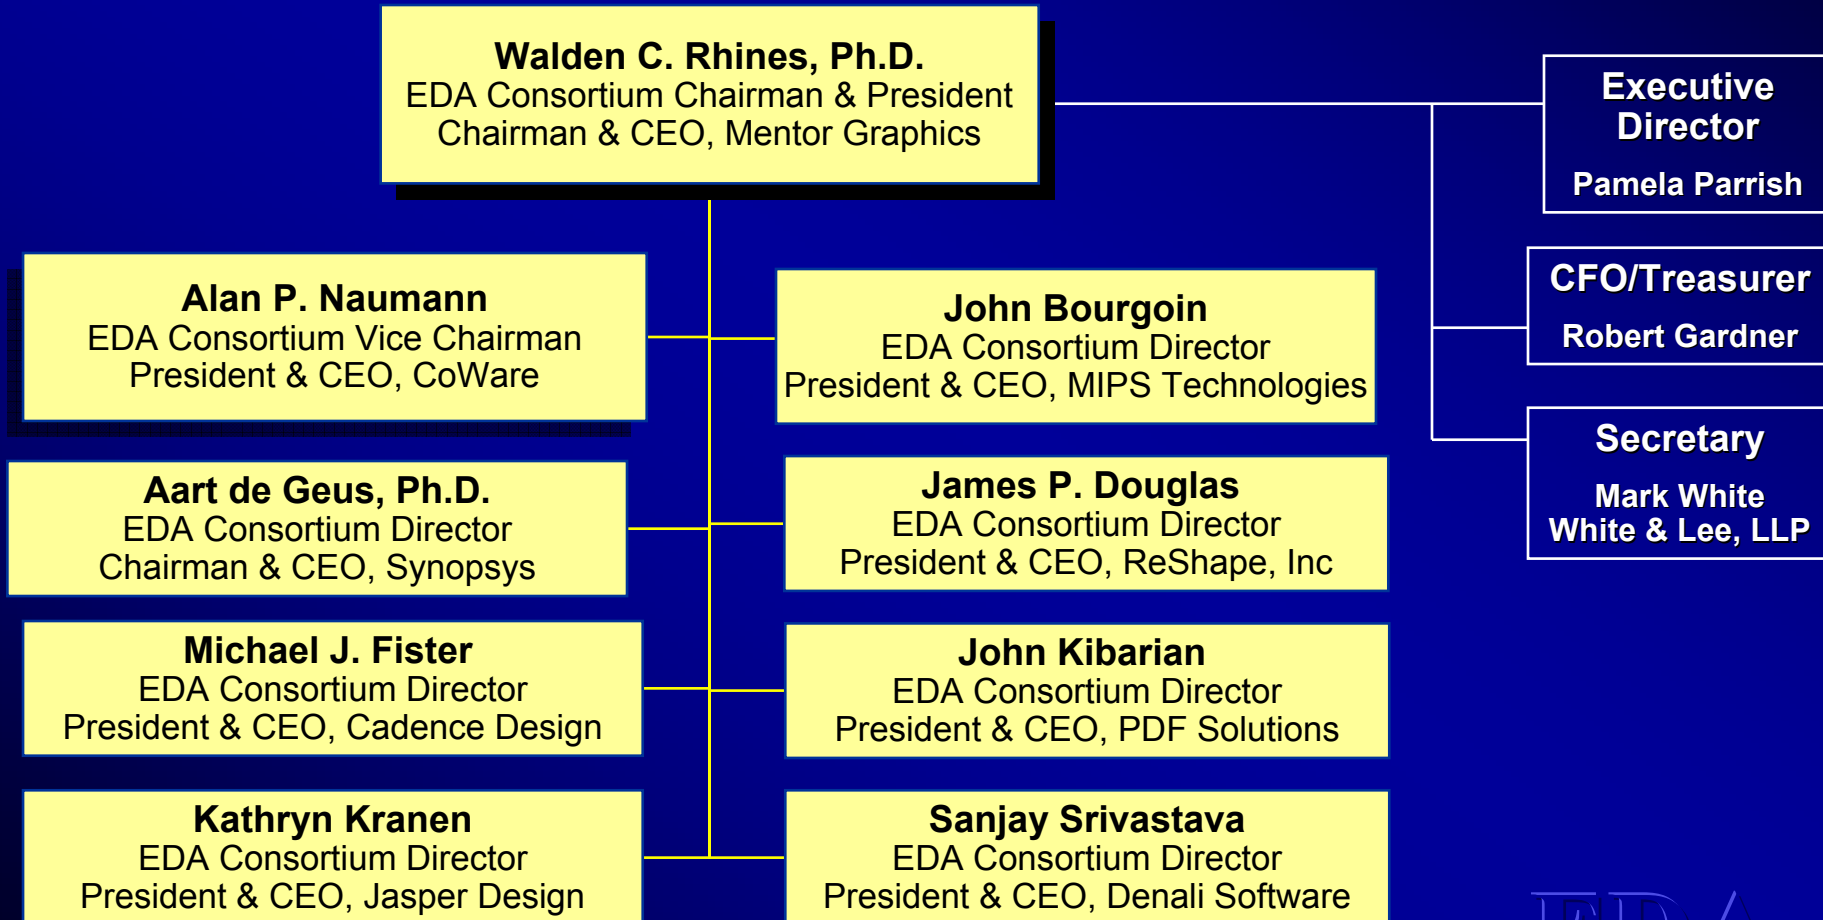 Walden C. Rhines, Ph.D.
EDA Consortium Chairman & President
Chairman & CEO, Mentor Graphics
Executive
Director
Pamela Parrish
Alan P. Naumann
EDA Consortium Vice Chairman
President & CEO, CoWare
John Bourgoin
EDA Consortium Director
President & CEO, MIPS Technologies
CFO/Treasurer
Robert Gardner
Secretary
Mark White
White & Lee, LLP
Aart de Geus, Ph.D.
EDA Consortium Director
Chairman & CEO, Synopsys
James P. Douglas
EDA Consortium Director
President & CEO, ReShape, Inc
Michael J. Fister
EDA Consortium Director
President & CEO, Cadence Design
John Kibarian
EDA Consortium Director
President & CEO, PDF Solutions
Kathryn Kranen
EDA Consortium Director
President & CEO, Jasper Design
Sanjay Srivastava
EDA Consortium Director
President & CEO, Denali Software
EDA